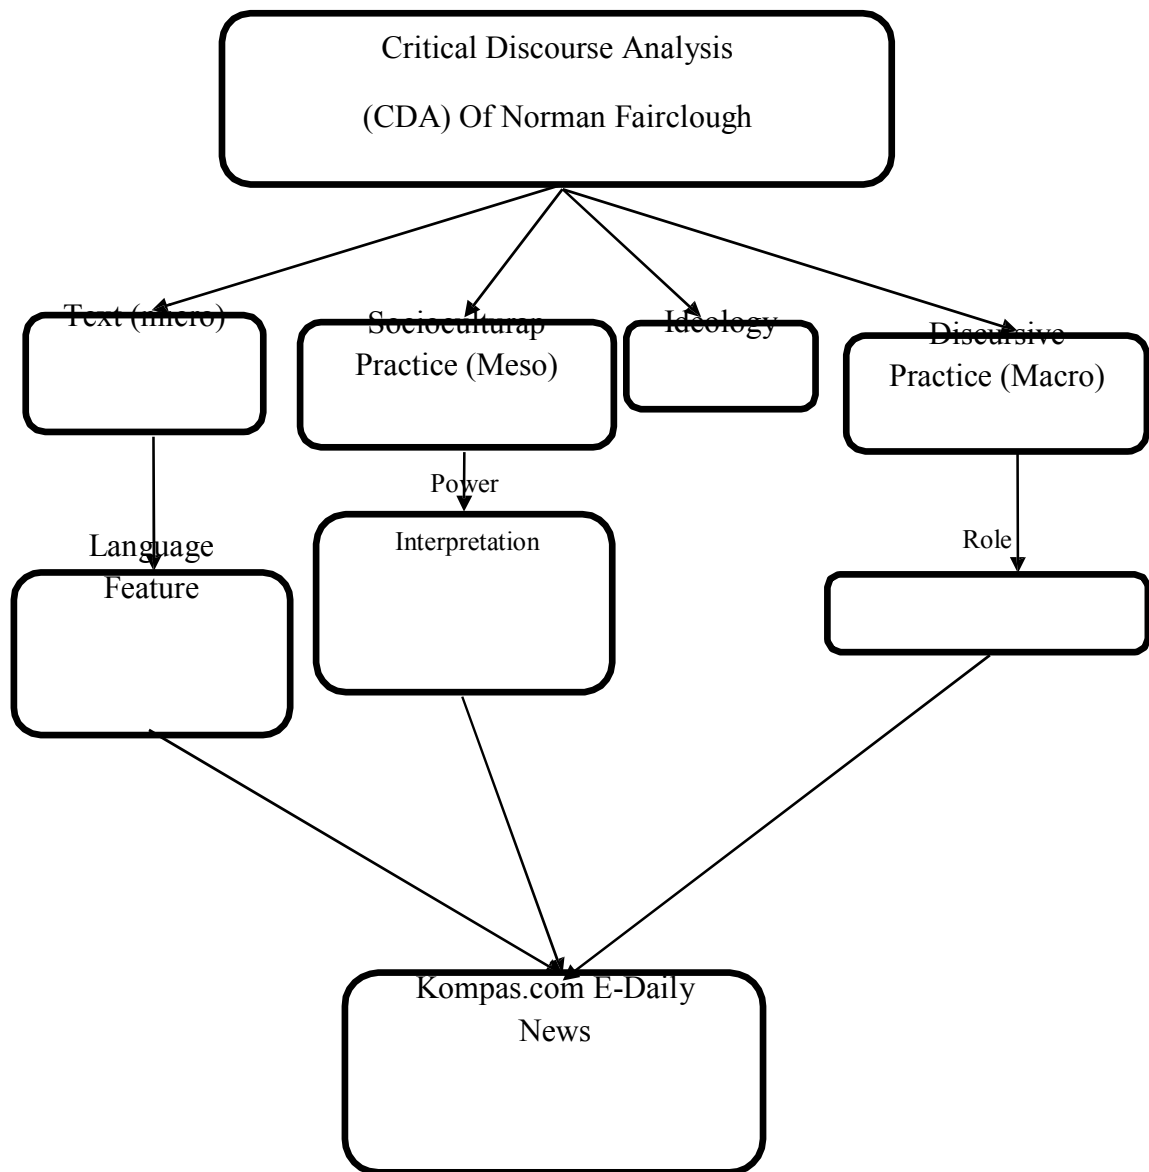 Critical Discourse Analysis
(CDA) Of Norman Fairclough
Text (micro)
Socioculturap
Practice (Meso)
Ideology
Discursive
Practice (Macro)
Power
Interpretation
Language
Feature
Role
Kompas.com E-Daily
News